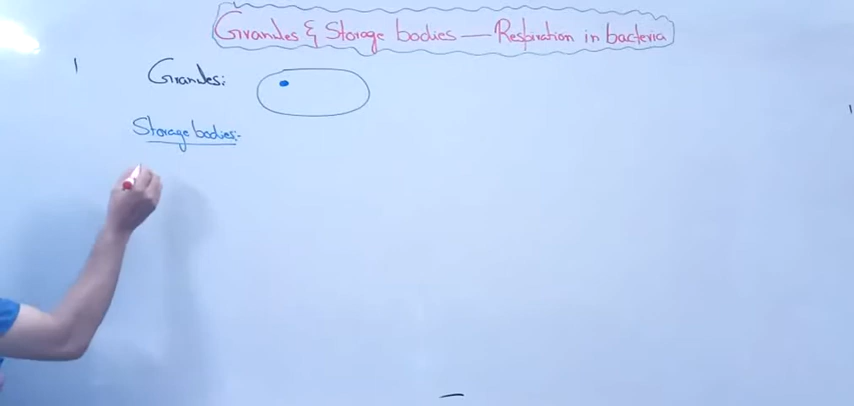 Granules & Storage bodies — Respiration in bacteria
Granules:
Storage bodies:-